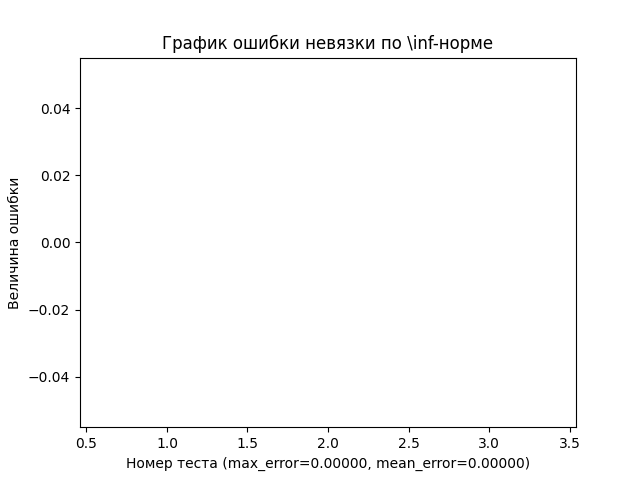 График ошибки невязки по \inf-норме
Величина ошибки
0.04
0.02
0.00
−0.02
−0.04
0.5 1.0 1.5 2.0 2.5 3.0 3.5
Номер теста (max_error=0.00000, mean_error=0.00000)